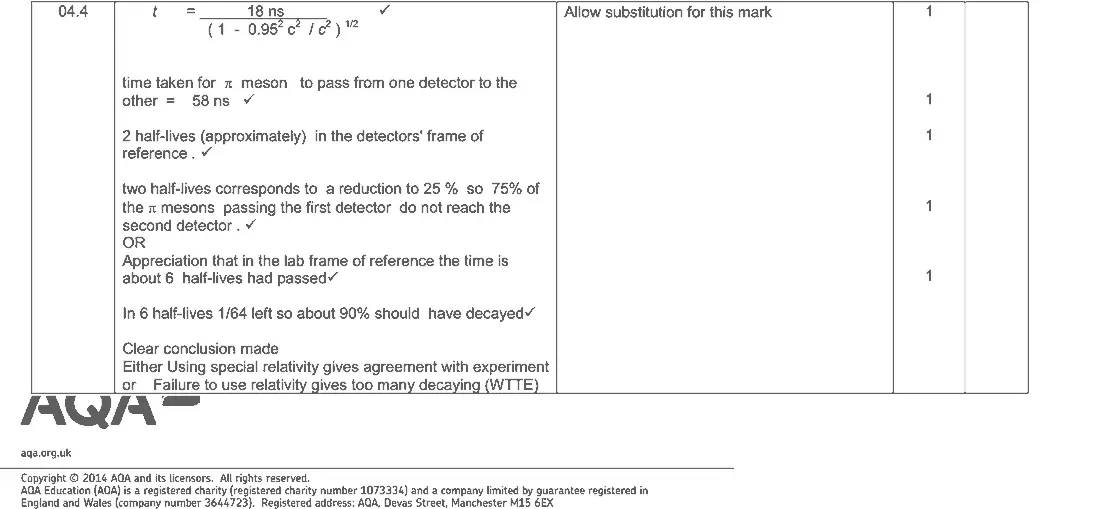 04.4 t = 18 ns ✓ Allow substitution for this mark 1
( 1 - 0.95² c² / c² ) ¹/²
time taken for π meson to pass from one detector to the
other = 58 ns ✓ 1
2 half-lives (approximately) in the detectors' frame of 1
reference . ✓
two half-lives corresponds to a reduction to 25 % so 75% of
the π mesons passing the first detector do not reach the 1
second detector . ✓
OR
Appreciation that in the lab frame of reference the time is
about 6 half-lives had passed✓ 1
In 6 half-lives 1/64 left so about 90% should have decayed✓
Clear conclusion made
Either Using special relativity gives agreement with experiment
or Failure to use relativity gives too many decaying (WTTE)
AQA
aqa.org.uk
Copyright © 2014 AQA and its licensors. All rights reserved.
AQA Education (AQA) is a registered charity (registered charity number 1073334) and a company limited by guarantee registered in
England and Wales (company number 3644723). Registered address: AQA, Devas Street, Manchester M15 6EX